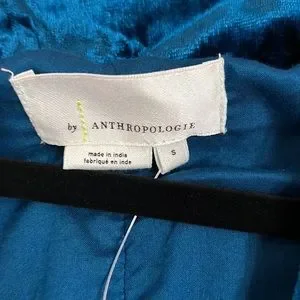 by ANTHROPOLOGIE
made in india
fabriqué en inde
S